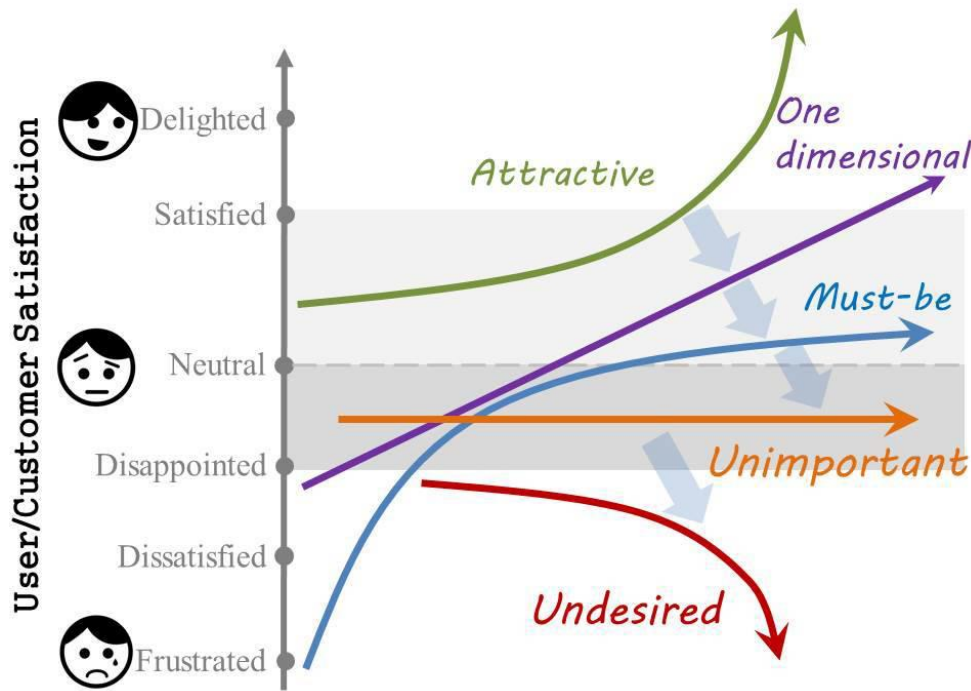 User/Customer Satisfaction
Delighted
Satisfied
Neutral
Disappointed
Dissatisfied
Frustrated
Attractive
One
dimensional
Must-be
Unimportant
Undesired